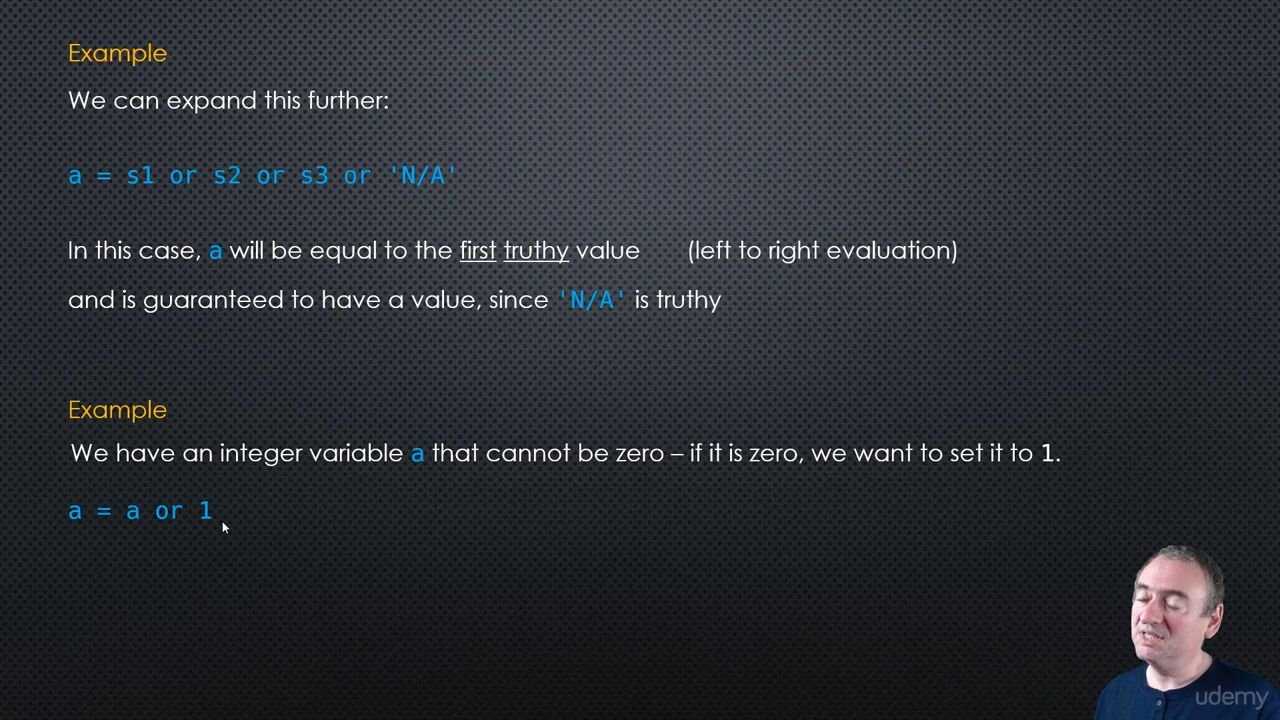 Example
We can expand this further:
a = s1 or s2 or s3 or 'N/A'
In this case, a will be equal to the first truthy value (left to right evaluation)
and is guaranteed to have a value, since 'N/A' is truthy
Example
We have an integer variable a that cannot be zero – if it is zero, we want to set it to 1.
a = a or 1
udemy